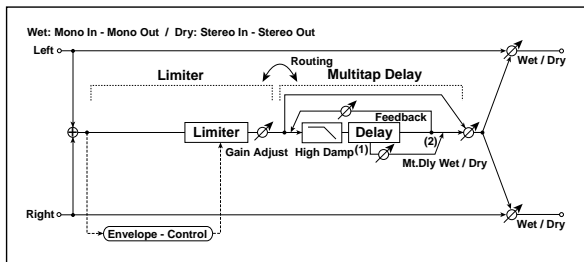 Wet: Mono In - Mono Out / Dry: Stereo In - Stereo Out
Left
Wet / Dry
Routing
Limiter
Multitap Delay
Feedback
Limiter
Delay
Gain Adjust
High Damp
(1)
(2)
Mt.Dly Wet / Dry
Right
Wet / Dry
Envelope - Control